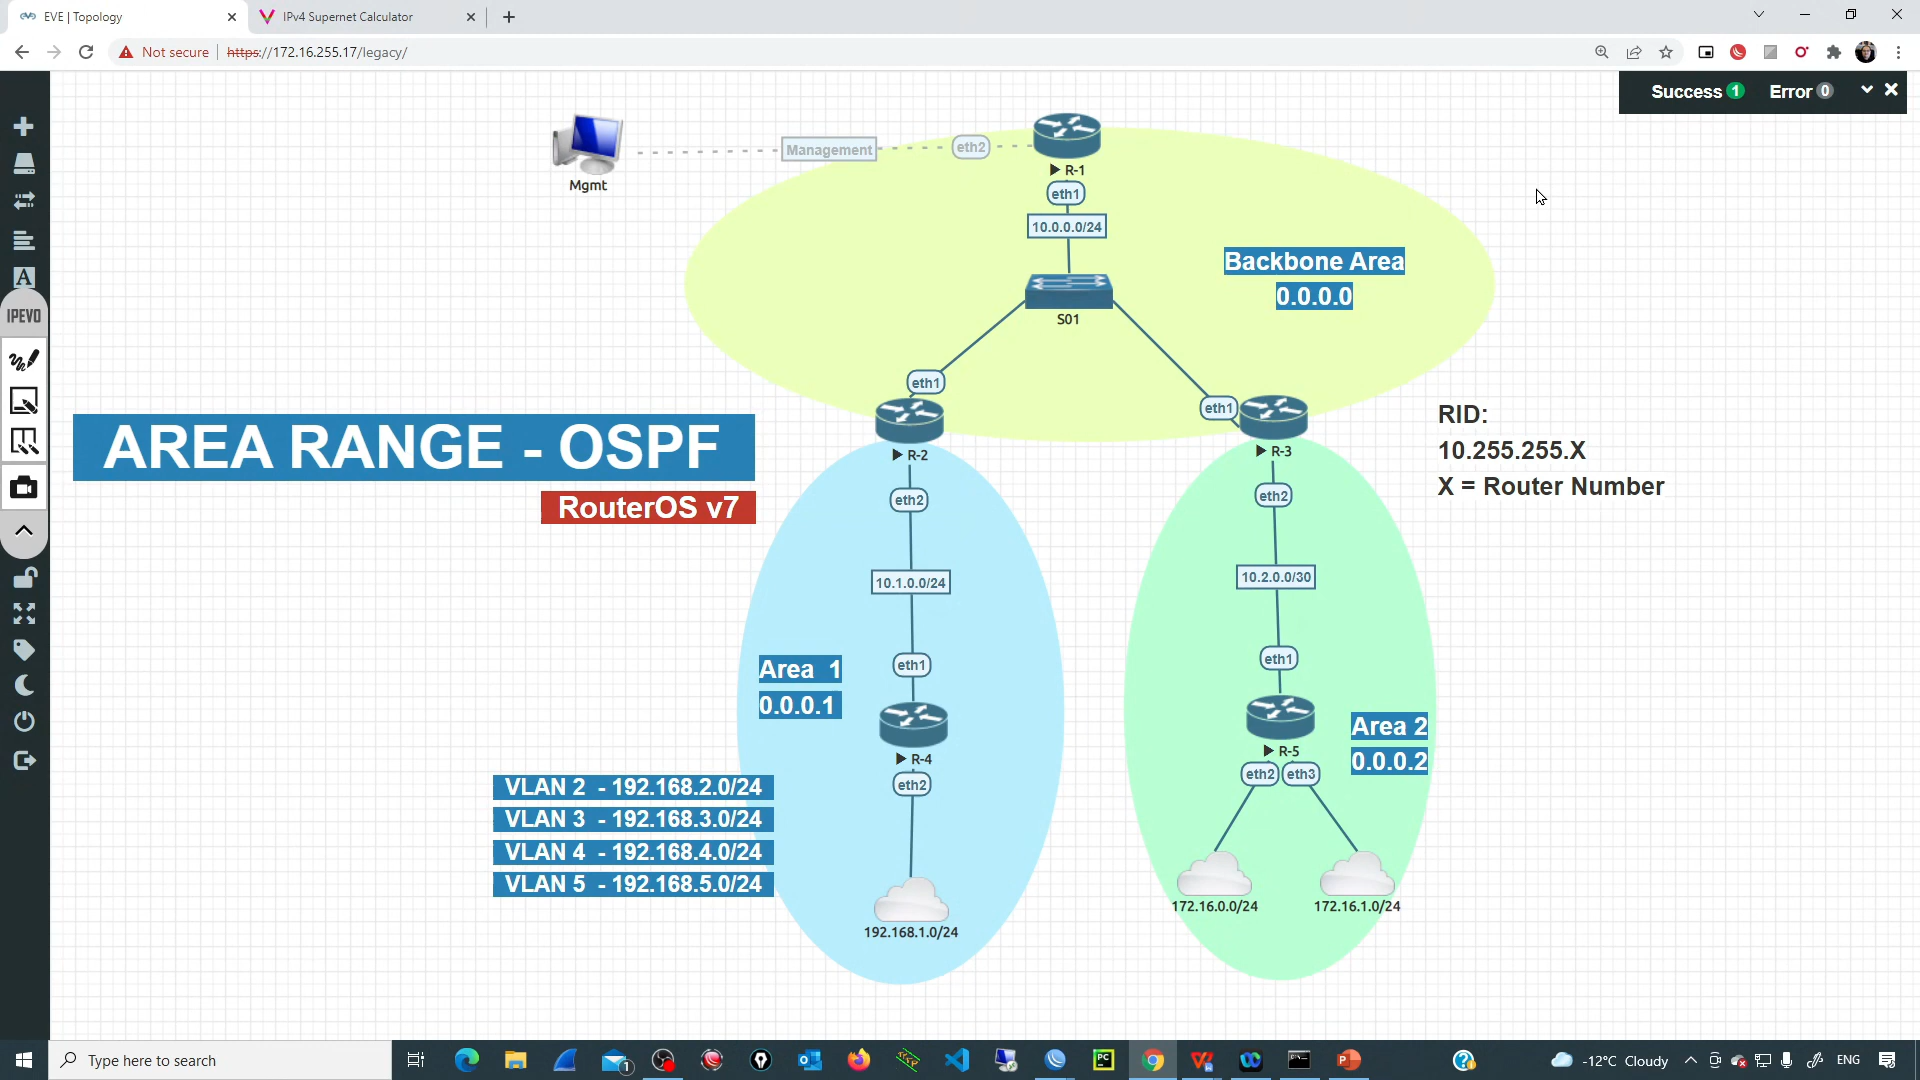 EVE | Topology
IPv4 Supernet Calculator
Not secure
https://172.16.255.17/legacy/
Success 1
Error 0
IPEVO
Mgmt
Management
eth2
R-1
eth1
10.0.0.0/24
S01
Backbone Area
0.0.0.0
eth1
eth1
R-2
R-3
AREA RANGE - OSPF
RouterOS v7
RID:
10.255.255.X
X = Router Number
eth2
eth2
10.1.0.0/24
10.2.0.0/30
eth1
eth1
Area 1
0.0.0.1
R-4
eth2
R-5
eth2
eth3
Area 2
0.0.0.2
VLAN 2 - 192.168.2.0/24
VLAN 3 - 192.168.3.0/24
VLAN 4 - 192.168.4.0/24
VLAN 5 - 192.168.5.0/24
192.168.1.0/24
172.16.0.0/24
172.16.1.0/24
Type here to search
-12°C Cloudy
ENG